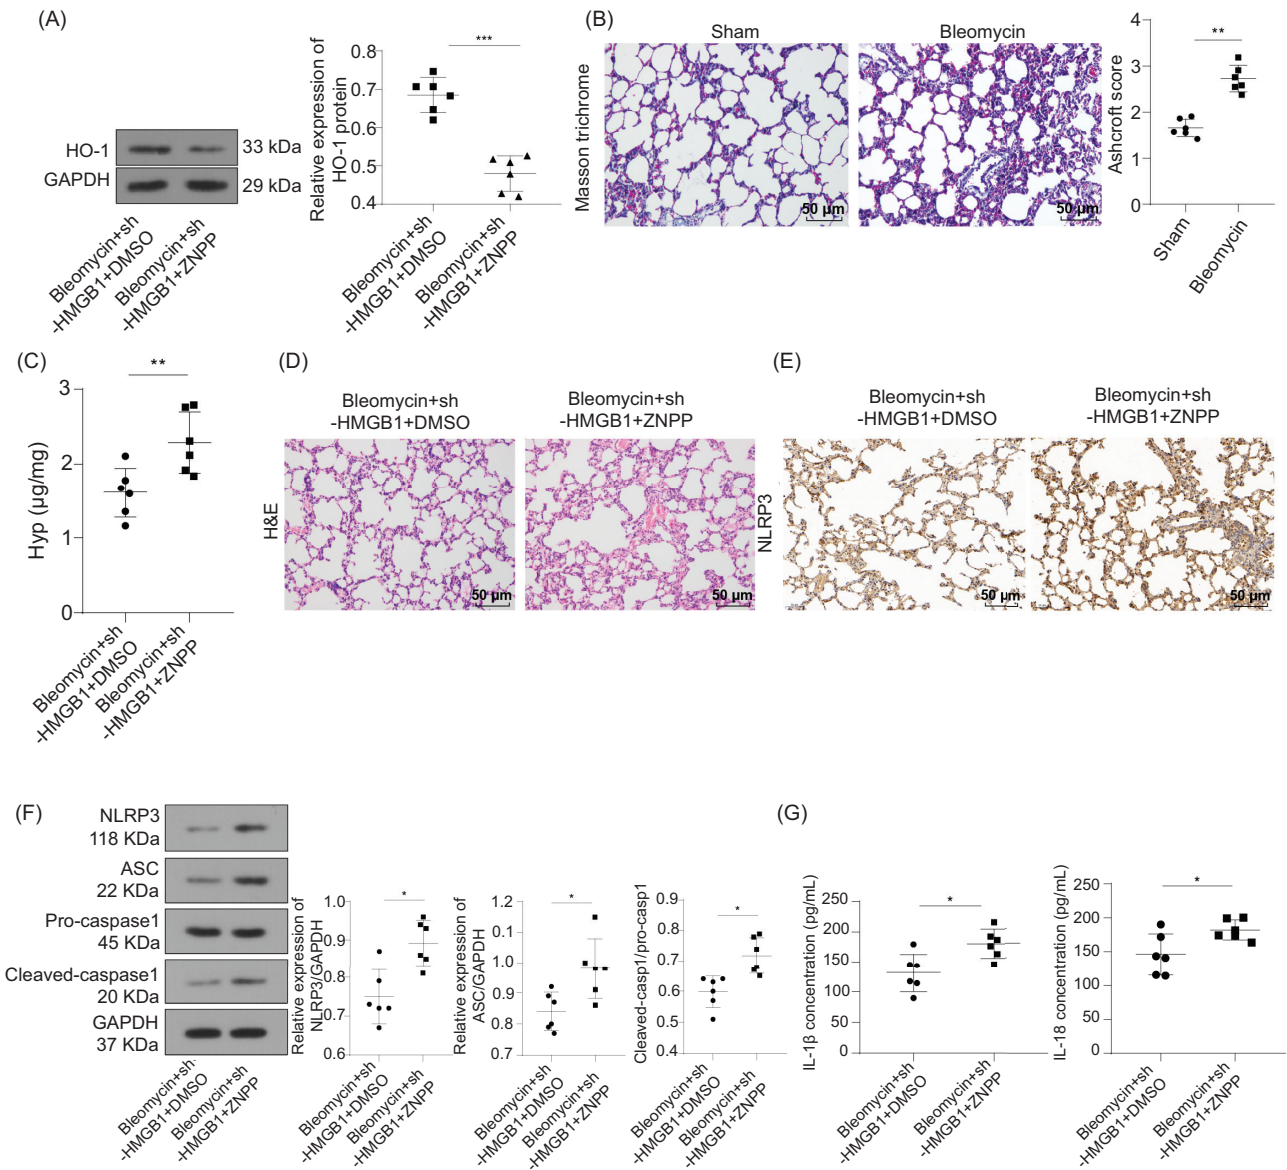 (A)
Relative expression of
HO-1 protein
0.8
0.7
0.6
0.5
0.4
***
HO-1
33 kDa
GAPDH
29 kDa
Bleomycin+sh
-HMGB1+DMSO
Bleomycin+sh
-HMGB1+ZNPP
Bleomycin+sh
-HMGB1+DMSO
Bleomycin+sh
-HMGB1+ZNPP
(B)
Sham
Bleomycin
Masson trichrome
50 µm
50 µm
Ashcroft score
4
3
2
1
0
**
Sham
Bleomycin
(C)
Hyp (µg/mg)
3
2
1
0
**
Bleomycin+sh
-HMGB1+DMSO
Bleomycin+sh
-HMGB1+ZNPP
(D)
Bleomycin+sh
-HMGB1+DMSO
Bleomycin+sh
-HMGB1+ZNPP
H&E
50 µm
50 µm
(E)
Bleomycin+sh
-HMGB1+DMSO
Bleomycin+sh
-HMGB1+ZNPP
NLRP3
50 µm
50 µm
(F)
NLRP3
118 KDa
ASC
22 KDa
Pro-caspase1
45 KDa
Cleaved-caspase1
20 KDa
GAPDH
37 KDa
Bleomycin+sh
-HMGB1+DMSO
Bleomycin+sh
-HMGB1+ZNPP
Relative expression of
NLRP3/GAPDH
1.0
0.9
0.8
0.7
0.6
*
Bleomycin+sh
-HMGB1+DMSO
Bleomycin+sh
-HMGB1+ZNPP
Relative expression of
ASC/GAPDH
1.2
1.1
1.0
0.9
0.8
0.7
*
Bleomycin+sh
-HMGB1+DMSO
Bleomycin+sh
-HMGB1+ZNPP
Cleaved-casp1/pro-casp1
0.9
0.8
0.7
0.6
0.5
0.4
*
Bleomycin+sh
-HMGB1+DMSO
Bleomycin+sh
-HMGB1+ZNPP
(G)
IL-1β concentration (pg/mL)
250
200
150
100
50
0
*
Bleomycin+sh
-HMGB1+DMSO
Bleomycin+sh
-HMGB1+ZNPP
IL-18 concentration (pg/mL)
250
200
150
100
50
0
*
Bleomycin+sh
-HMGB1+DMSO
Bleomycin+sh
-HMGB1+ZNPP